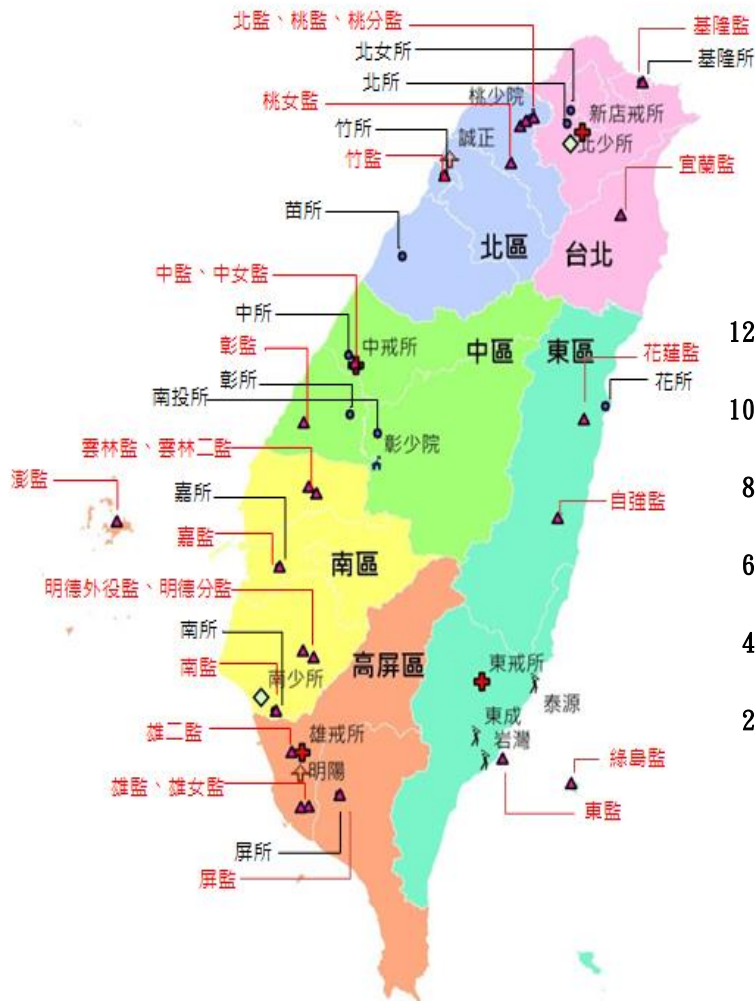 北監、桃監、桃分監
基隆監
北女所
基隆所
北所
桃少院
桃女監
新店戒所
竹所
誠正
北少所
竹監
宜蘭監
苗所
北區
台北
中監、中女監
中所
12
彰監
中戒所
中區
東區
花蓮監
彰所
花所
南投所
10
雲林監、雲林二監
彰少院
澎監
嘉所
8
自強監
嘉監
南區
6
明德外役監、明德分監
南所
4
高屏區
南監
南少所
東戒所
泰源
2
雄二監
雄戒所
東成
岩灣
明陽
綠島監
雄監、雄女監
東監
屏所
屏監